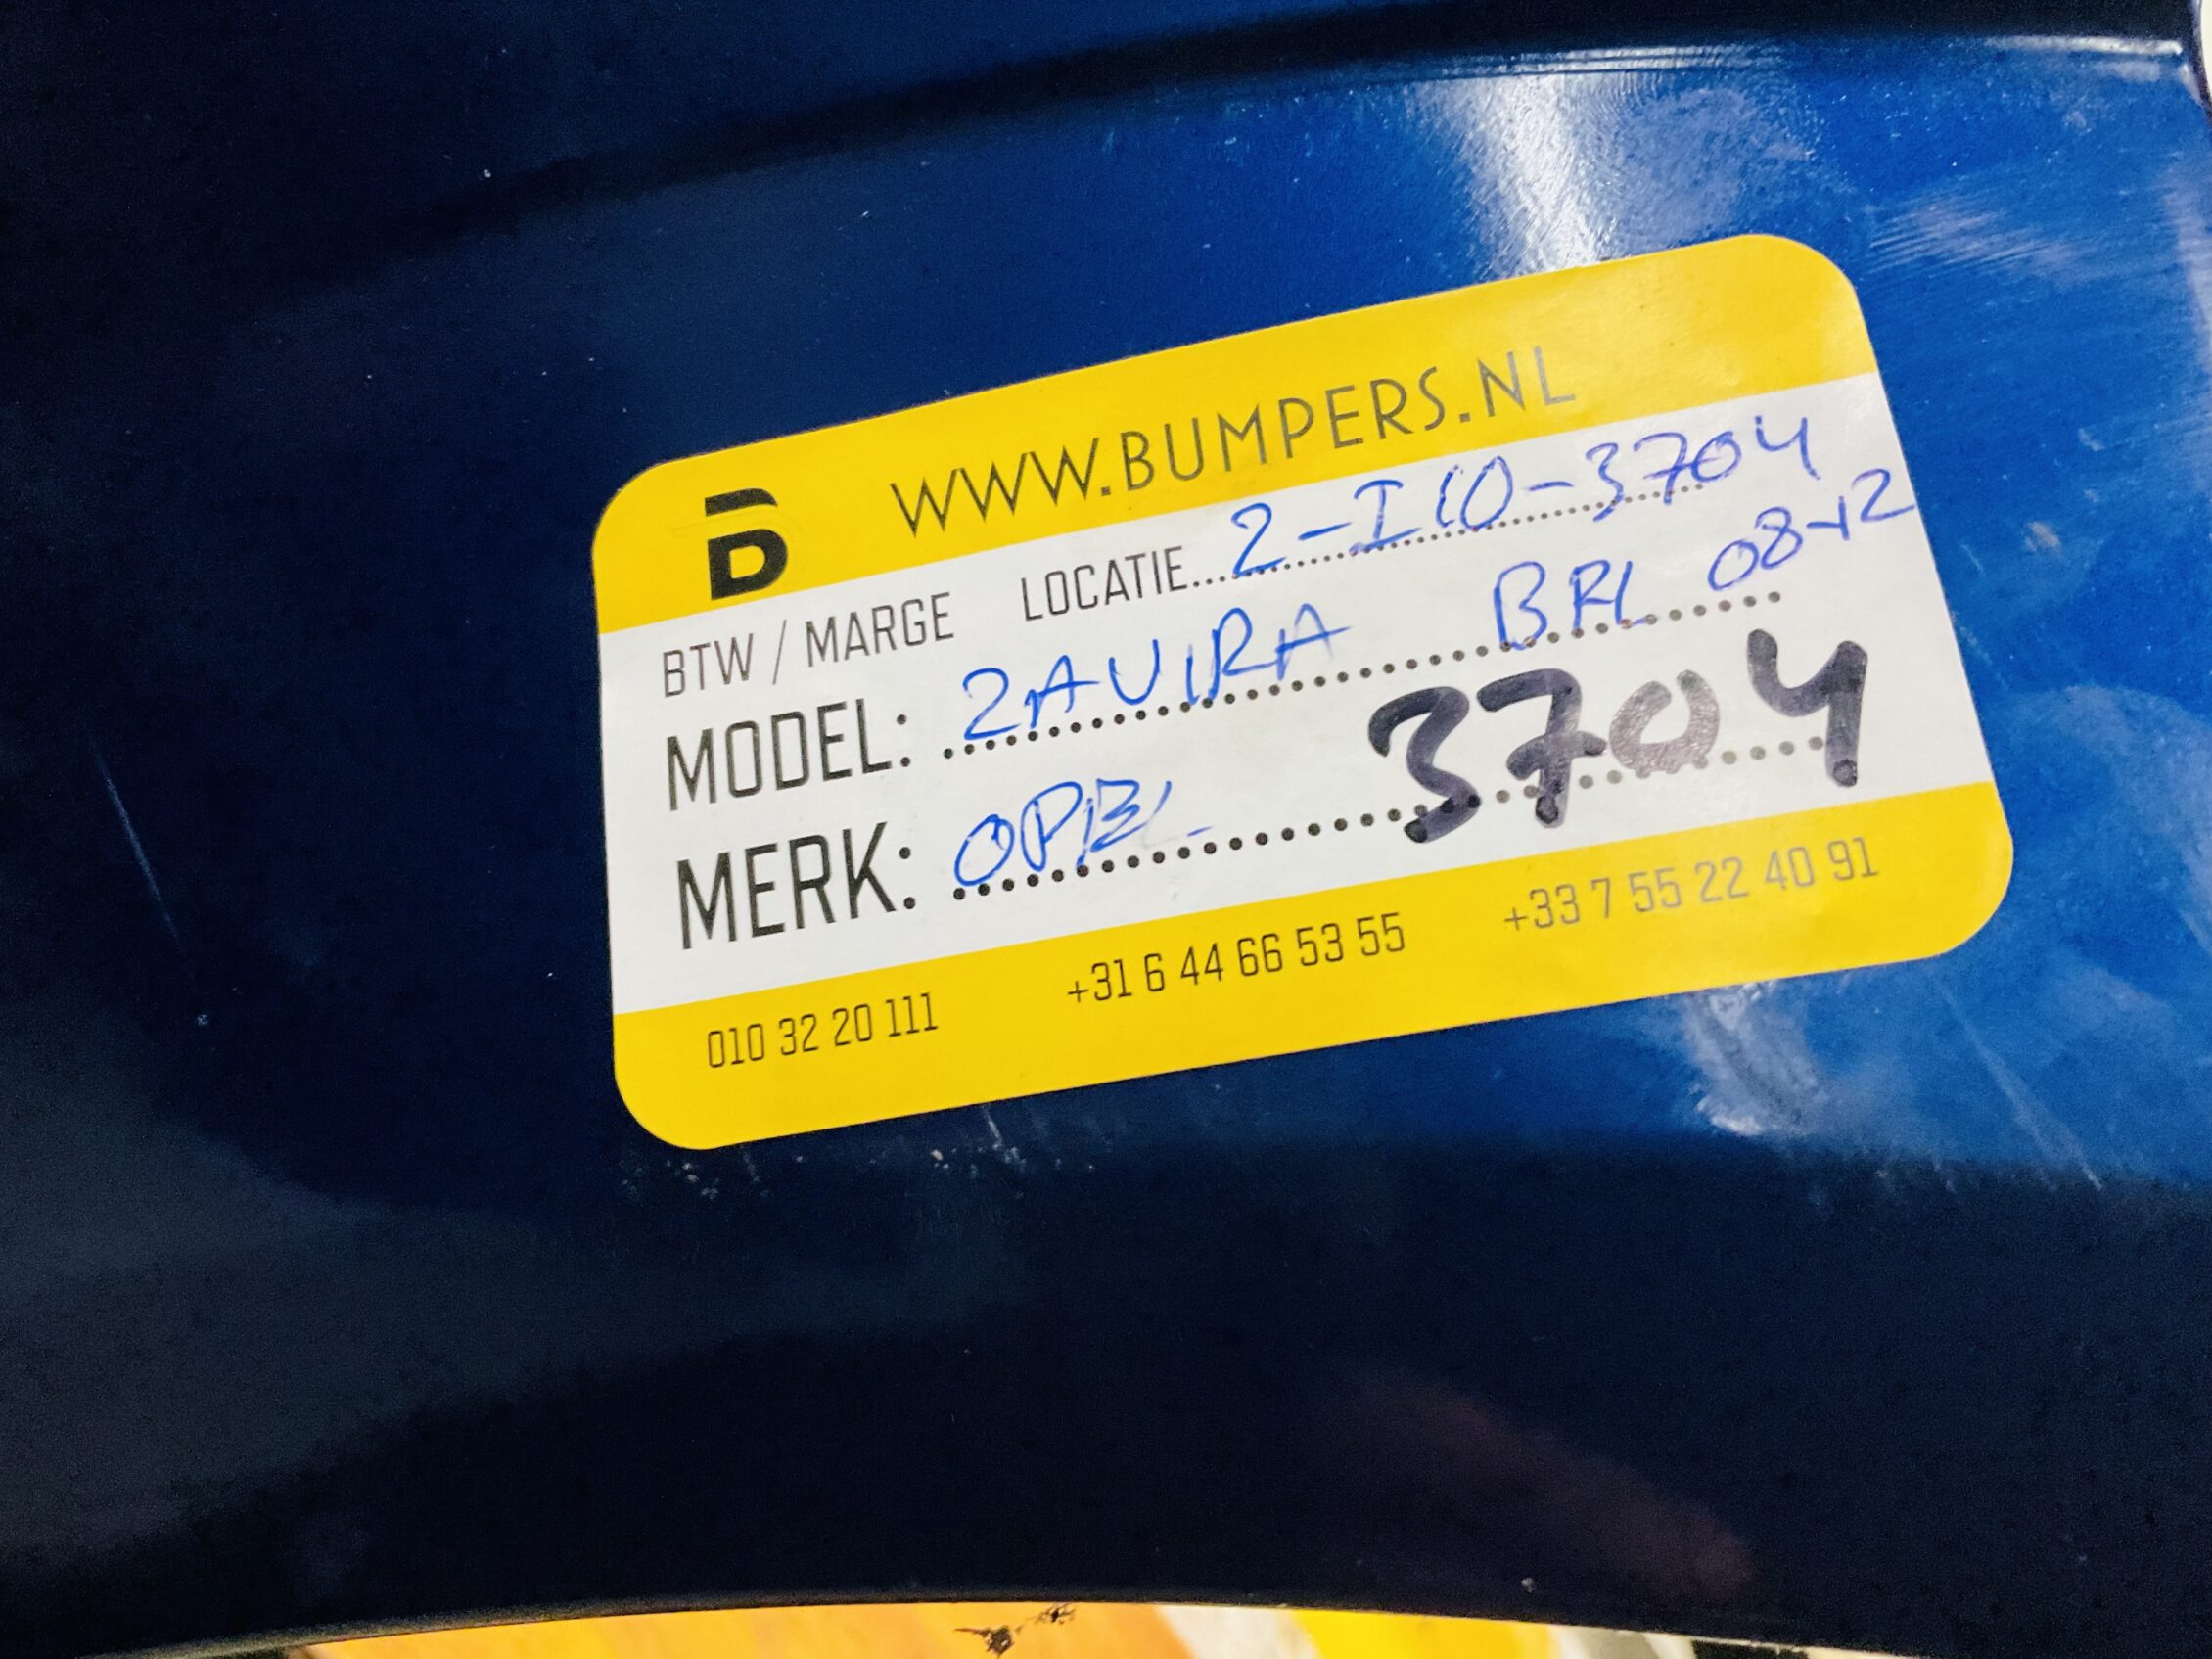 WWW.BUMPERS.NL
BTW / MARGE LOCATIE... 2-I10-3704
MODEL: ZAVIRA BRL 08-12
MERK: OPEL 3704
010 32 20 111 +31 6 44 66 53 55 +33 7 55 22 40 91